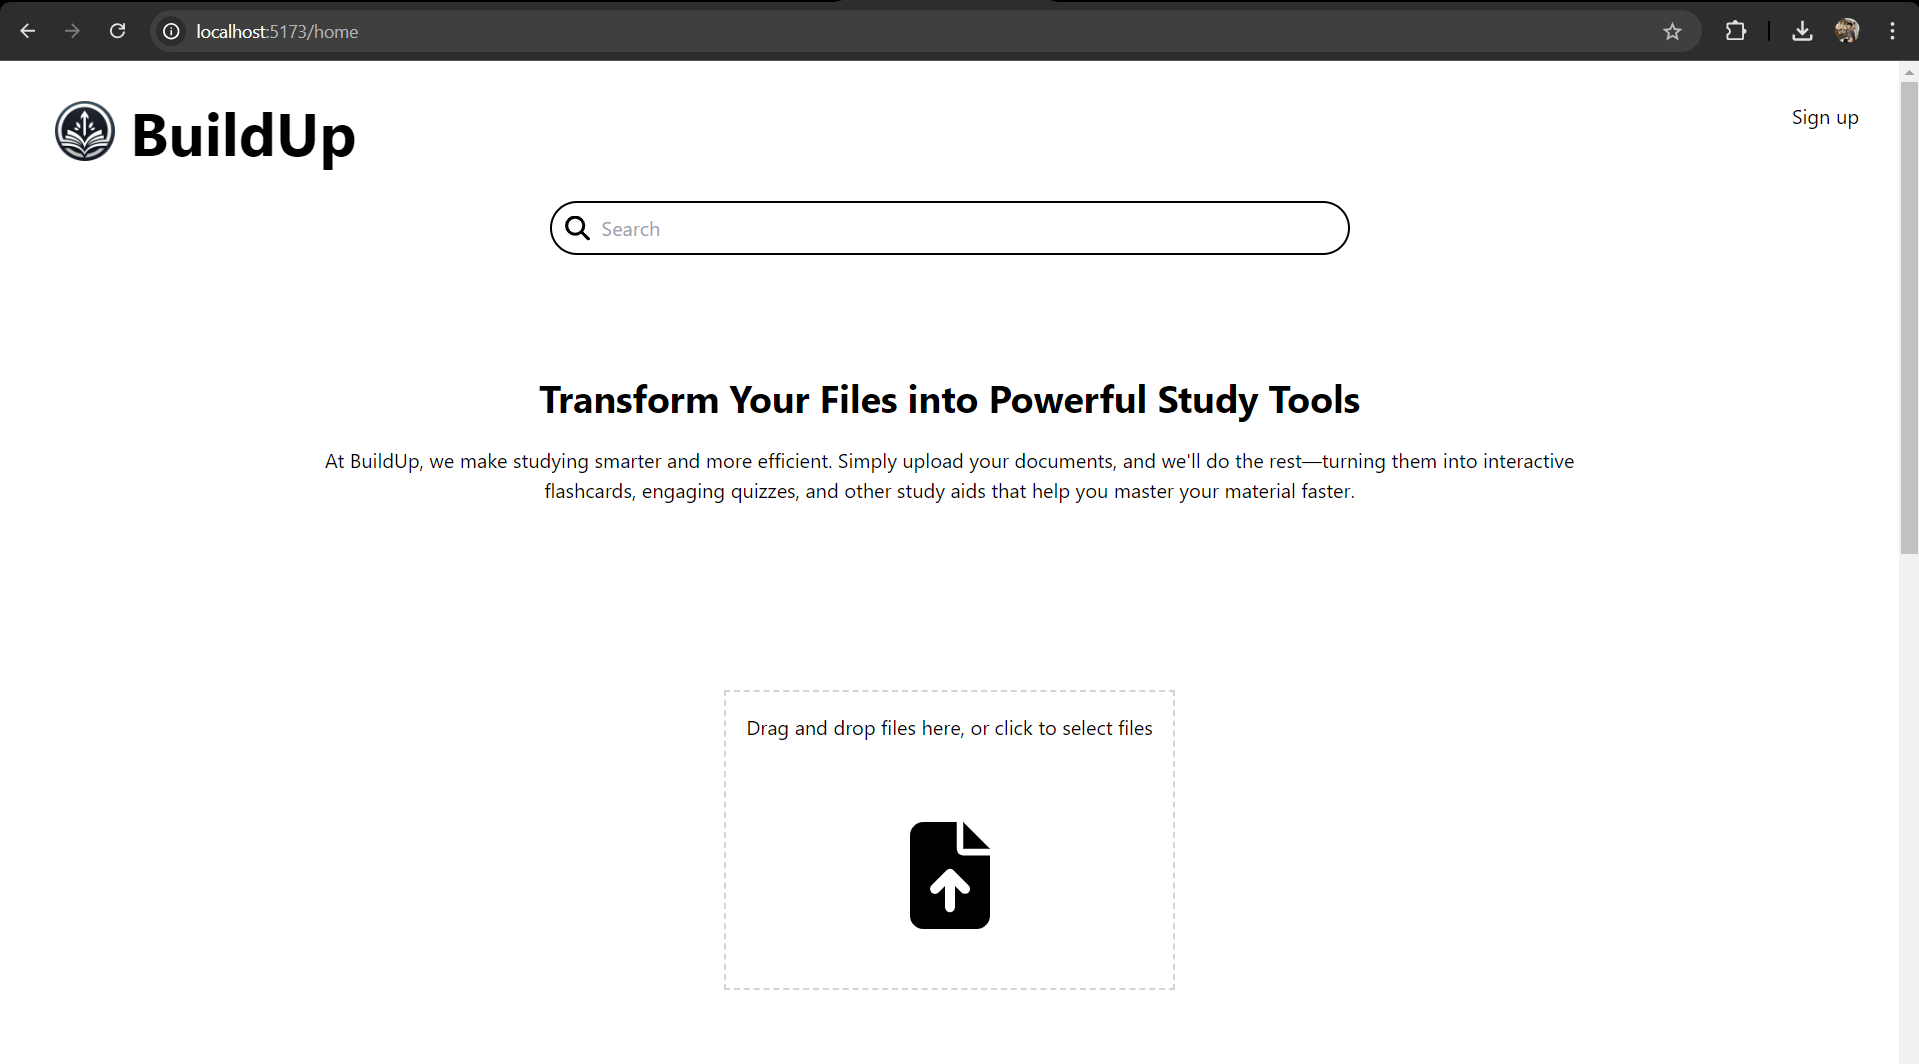 localhost:5173/home
BuildUp
Sign up
Search
Transform Your Files into Powerful Study Tools
At BuildUp, we make studying smarter and more efficient. Simply upload your documents, and we'll do the rest—turning them into interactive
flashcards, engaging quizzes, and other study aids that help you master your material faster.
Drag and drop files here, or click to select files